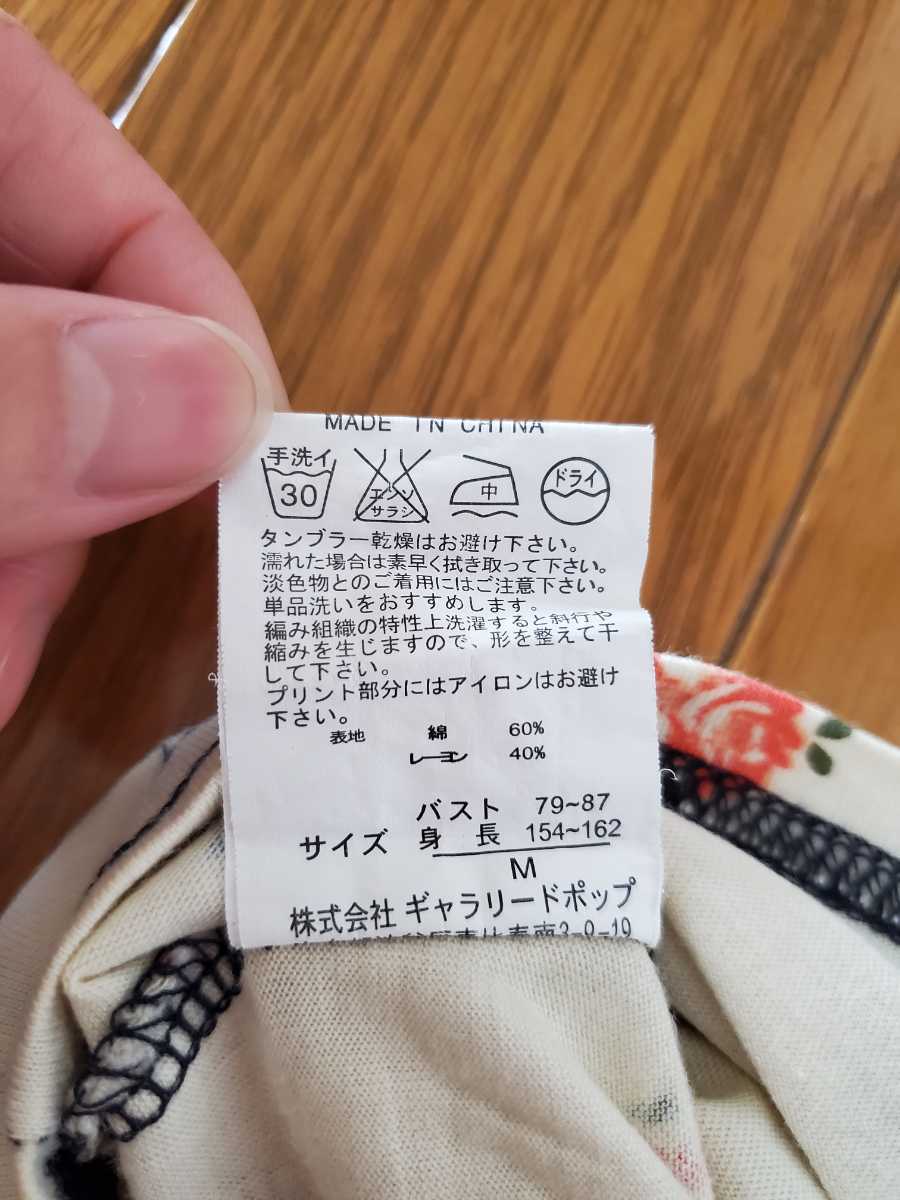 MADE IN CHINA
手洗イ エンソ 中 ドライ
30 サラシ
タンブラー乾燥はお避け下さい。
濡れた場合は素早く拭き取って下さい。
淡色物とのご着用にはご注意下さい。
単品洗いをおすすめします。
編み組織の特性上洗濯すると斜行や
縮みを生じますので、形を整えて干
して下さい。
プリント部分にはアイロンはお避け
下さい。
表地 綿 60%
レーヨン 40%
バスト 79~87
サイズ 身長 154~162
M
株式会社 ギャラリードポップ
南3-9-19